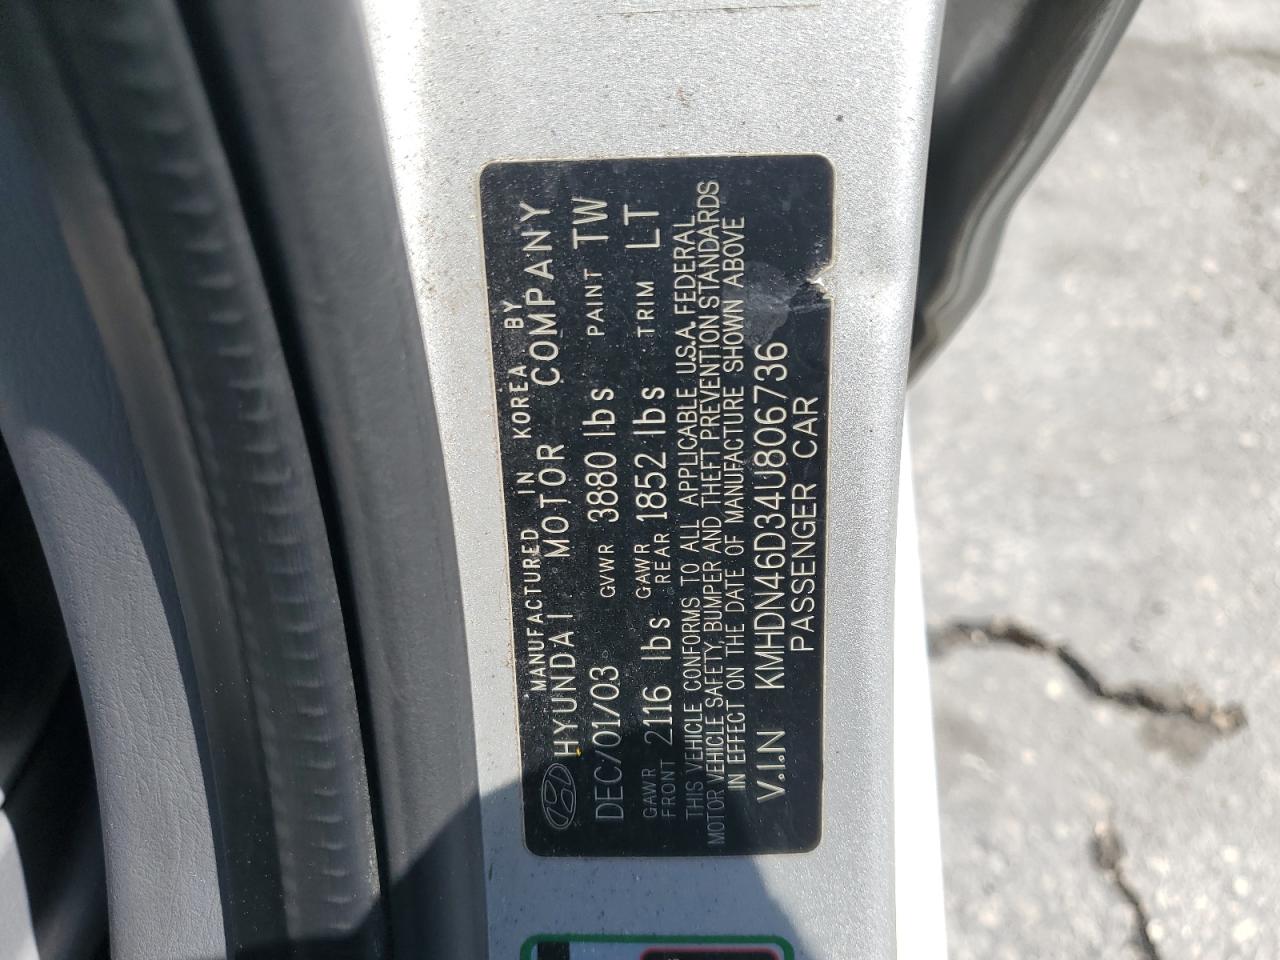 MANUFACTURED IN KOREA BY
HYUNDAI MOTOR COMPANY
DEC/01/03 GVWR 3880 lbs PAINT TW
GAWR FRONT 2116 lbs GAWR REAR 1852 lbs TRIM LT
THIS VEHICLE CONFORMS TO ALL APPLICABLE U.S.A. FEDERAL
MOTOR VEHICLE SAFETY, BUMPER AND THEFT PREVENTION STANDARDS
IN EFFECT ON THE DATE OF MANUFACTURE SHOWN ABOVE
V.I.N KMHDN46D34U806736
PASSENGER CAR